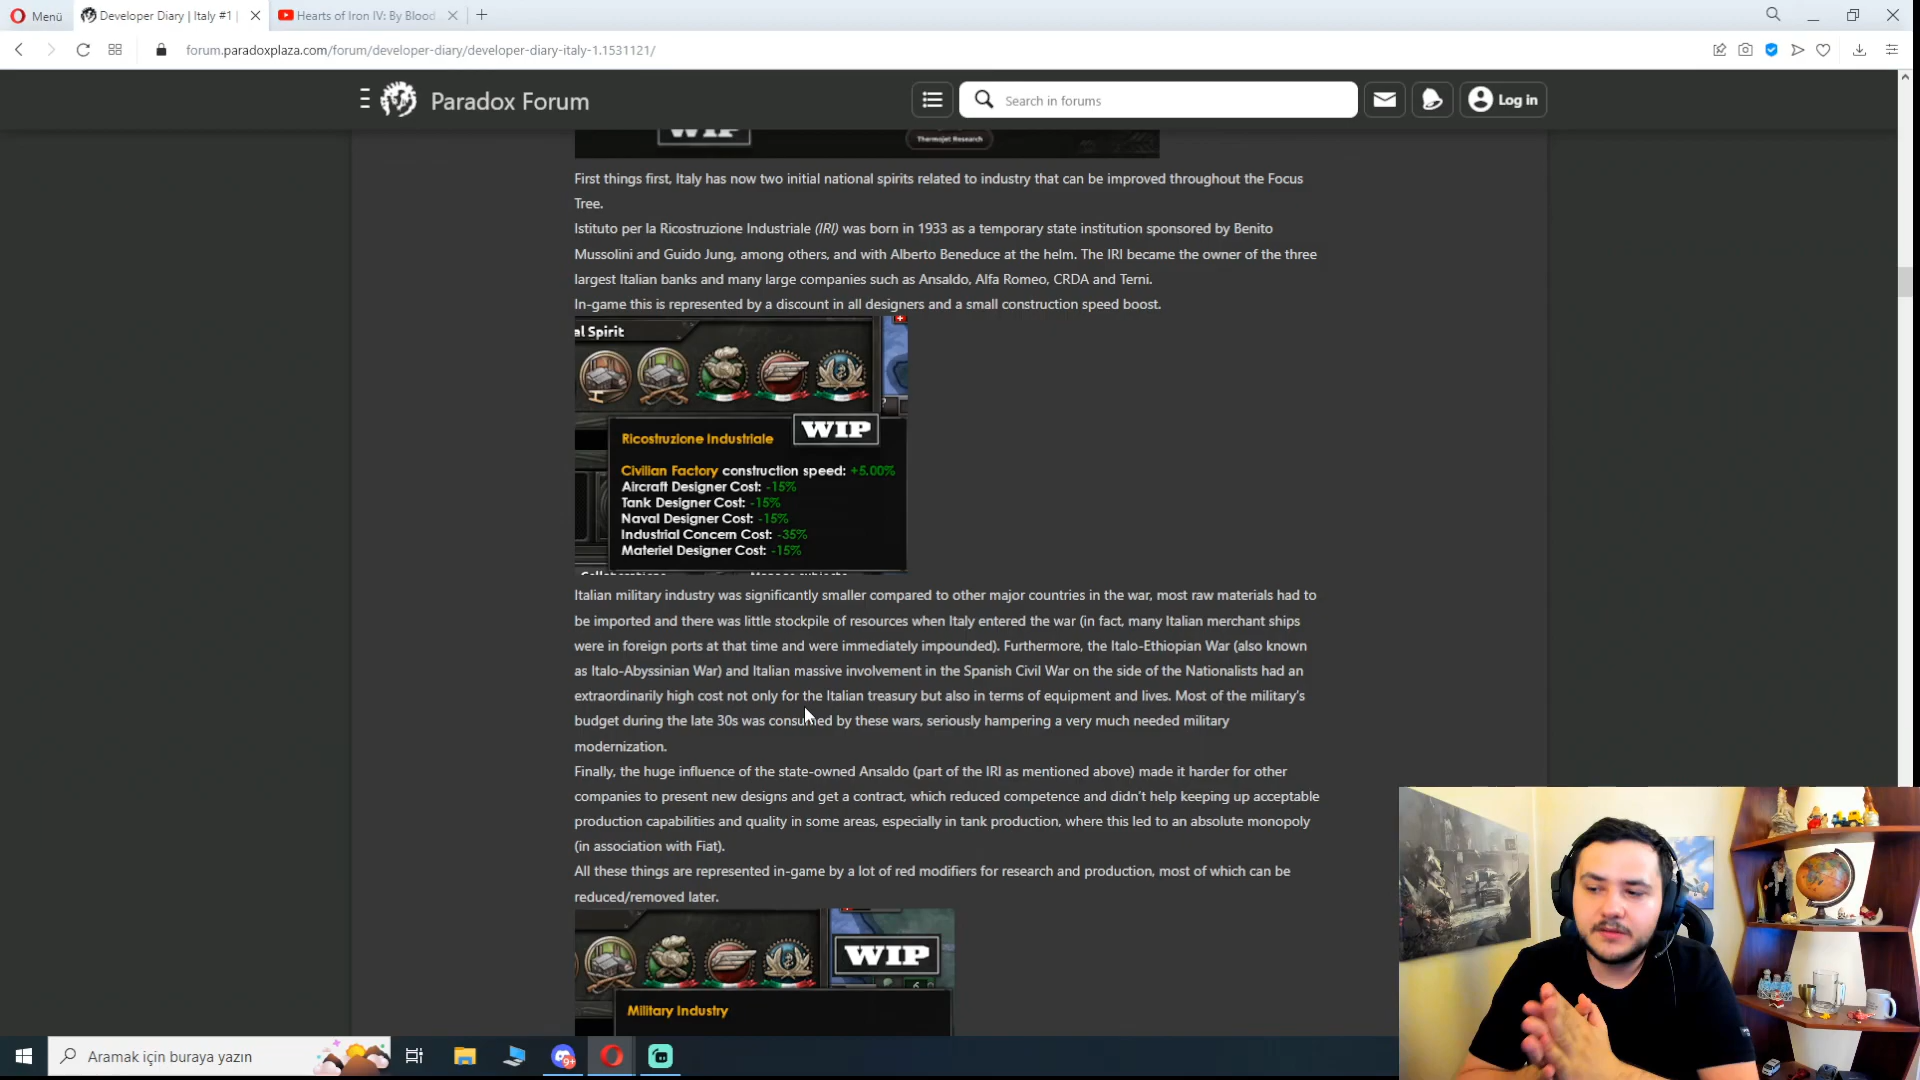 Menü
Developer Diary | Italy #1 |
Hearts of Iron IV: By Blood
forum.paradoxplaza.com/forum/developer-diary/developer-diary-italy-1.1531121/
Paradox Forum
Search in forums
Log in
WIP
Thermojet Research
First things first, Italy has now two initial national spirits related to industry that can be improved throughout the Focus
Tree.
Istituto per la Ricostruzione Industriale (IRI) was born in 1933 as a temporary state institution sponsored by Benito
Mussolini and Guido Jung, among others, and with Alberto Beneduce at the helm. The IRI became the owner of the three
largest Italian banks and many large companies such as Ansaldo, Alfa Romeo, CRDA and Terni.
In-game this is represented by a discount in all designers and a small construction speed boost.
al Spirit
WIP
Ricostruzione Industriale
Civilian Factory construction speed: +5.00%
Aircraft Designer Cost: -15%
Tank Designer Cost: -15%
Naval Designer Cost: -15%
Industrial Concern Cost: -35%
Materiel Designer Cost: -15%
Italian military industry was significantly smaller compared to other major countries in the war, most raw materials had to
be imported and there was little stockpile of resources when Italy entered the war (in fact, many Italian merchant ships
were in foreign ports at that time and were immediately impounded). Furthermore, the Italo-Ethiopian War (also known
as Italo-Abyssinian War) and Italian massive involvement in the Spanish Civil War on the side of the Nationalists had an
extraordinarily high cost not only for the Italian treasury but also in terms of equipment and lives. Most of the military's
budget during the late 30s was consumed by these wars, seriously hampering a very much needed military
modernization.
Finally, the huge influence of the state-owned Ansaldo (part of the IRI as mentioned above) made it harder for other
companies to present new designs and get a contract, which reduced competence and didn't help keeping up acceptable
production capabilities and quality in some areas, especially in tank production, where this led to an absolute monopoly
(in association with Fiat).
All these things are represented in-game by a lot of red modifiers for research and production, most of which can be
reduced/removed later.
WIP
6
Military Industry
Aramak için buraya yazın
9+